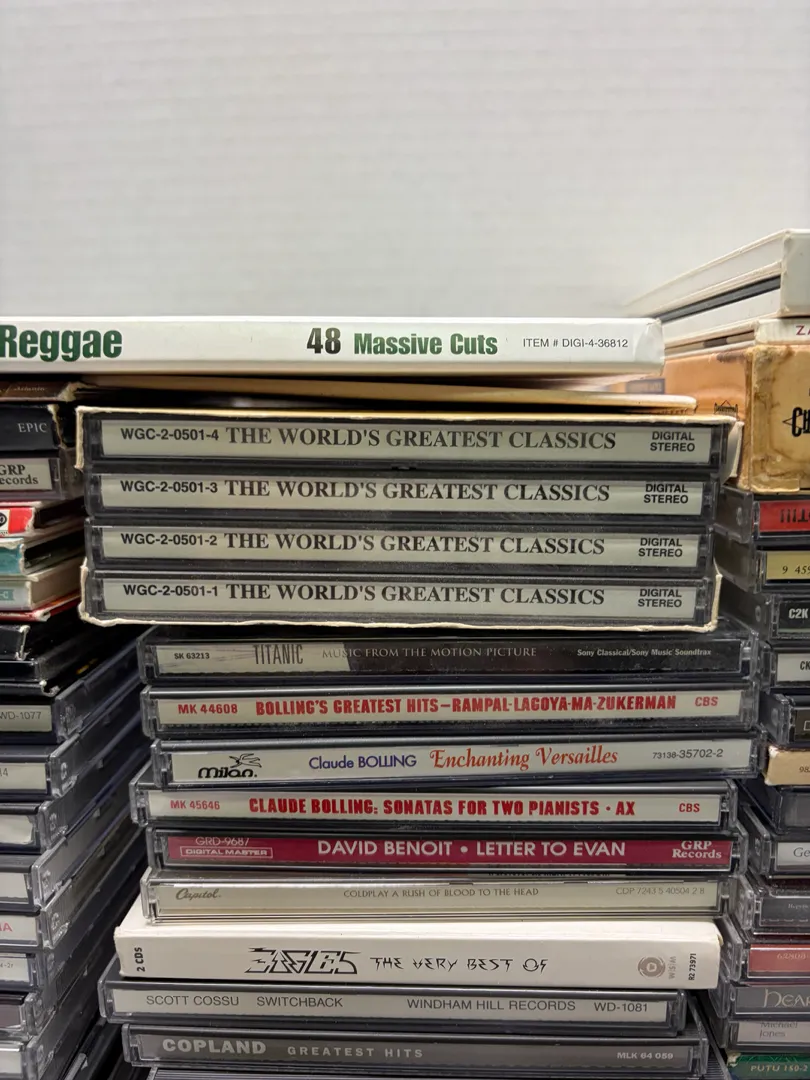 Reggae 48 Massive Cuts ITEM # DIGI-4-36812
WGC-2-0501-4 THE WORLD'S GREATEST CLASSICS DIGITAL STEREO
WGC-2-0501-3 THE WORLD'S GREATEST CLASSICS DIGITAL STEREO
WGC-2-0501-2 THE WORLD'S GREATEST CLASSICS DIGITAL STEREO
WGC-2-0501-1 THE WORLD'S GREATEST CLASSICS DIGITAL STEREO
SK 63213 TITANIC MUSIC FROM THE MOTION PICTURE Sony Classical/Sony Music Soundtrax
MK 44608 BOLLING'S GREATEST HITS–RAMPAL·LAGOYA·MA·ZUKERMAN CBS
Milan. Claude BOLLING Enchanting Versailles 73138-35702-2
MK 45646 CLAUDE BOLLING: SONATAS FOR TWO PIANISTS · AX CBS
GRD-9687 DIGITAL MASTER DAVID BENOIT • LETTER TO EVAN GRP Records
Capitol. COLDPLAY A RUSH OF BLOOD TO THE HEAD CDP 7243 5 40504 2 8
2 CDS EAGLES THE VERY BEST OF WSM R2 73971
SCOTT COSSU SWITCHBACK WINDHAM HILL RECORDS WD-1081
COPLAND GREATEST HITS MLK 64 059
EPIC
GRP
WD-1077
C2K
Michael
Jones